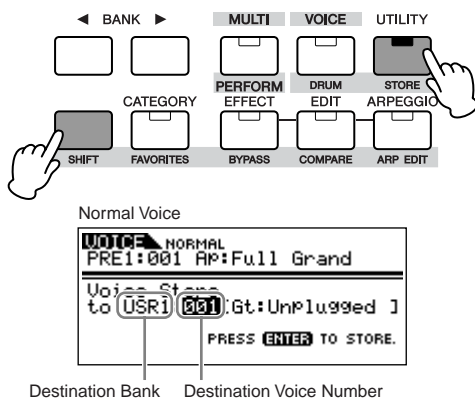 ◀ BANK ▶ MULTI VOICE UTILITY
PERFORM DRUM STORE
CATEGORY EFFECT EDIT ARPEGGIO
SHIFT FAVORITES BYPASS COMPARE ARP EDIT
Normal Voice
VOICE NORMAL
PRE1:001 AP:Full Grand
Voice Store
to USR1 001[Gt:Unplugged ]
PRESS ENTER TO STORE.
Destination Bank Destination Voice Number